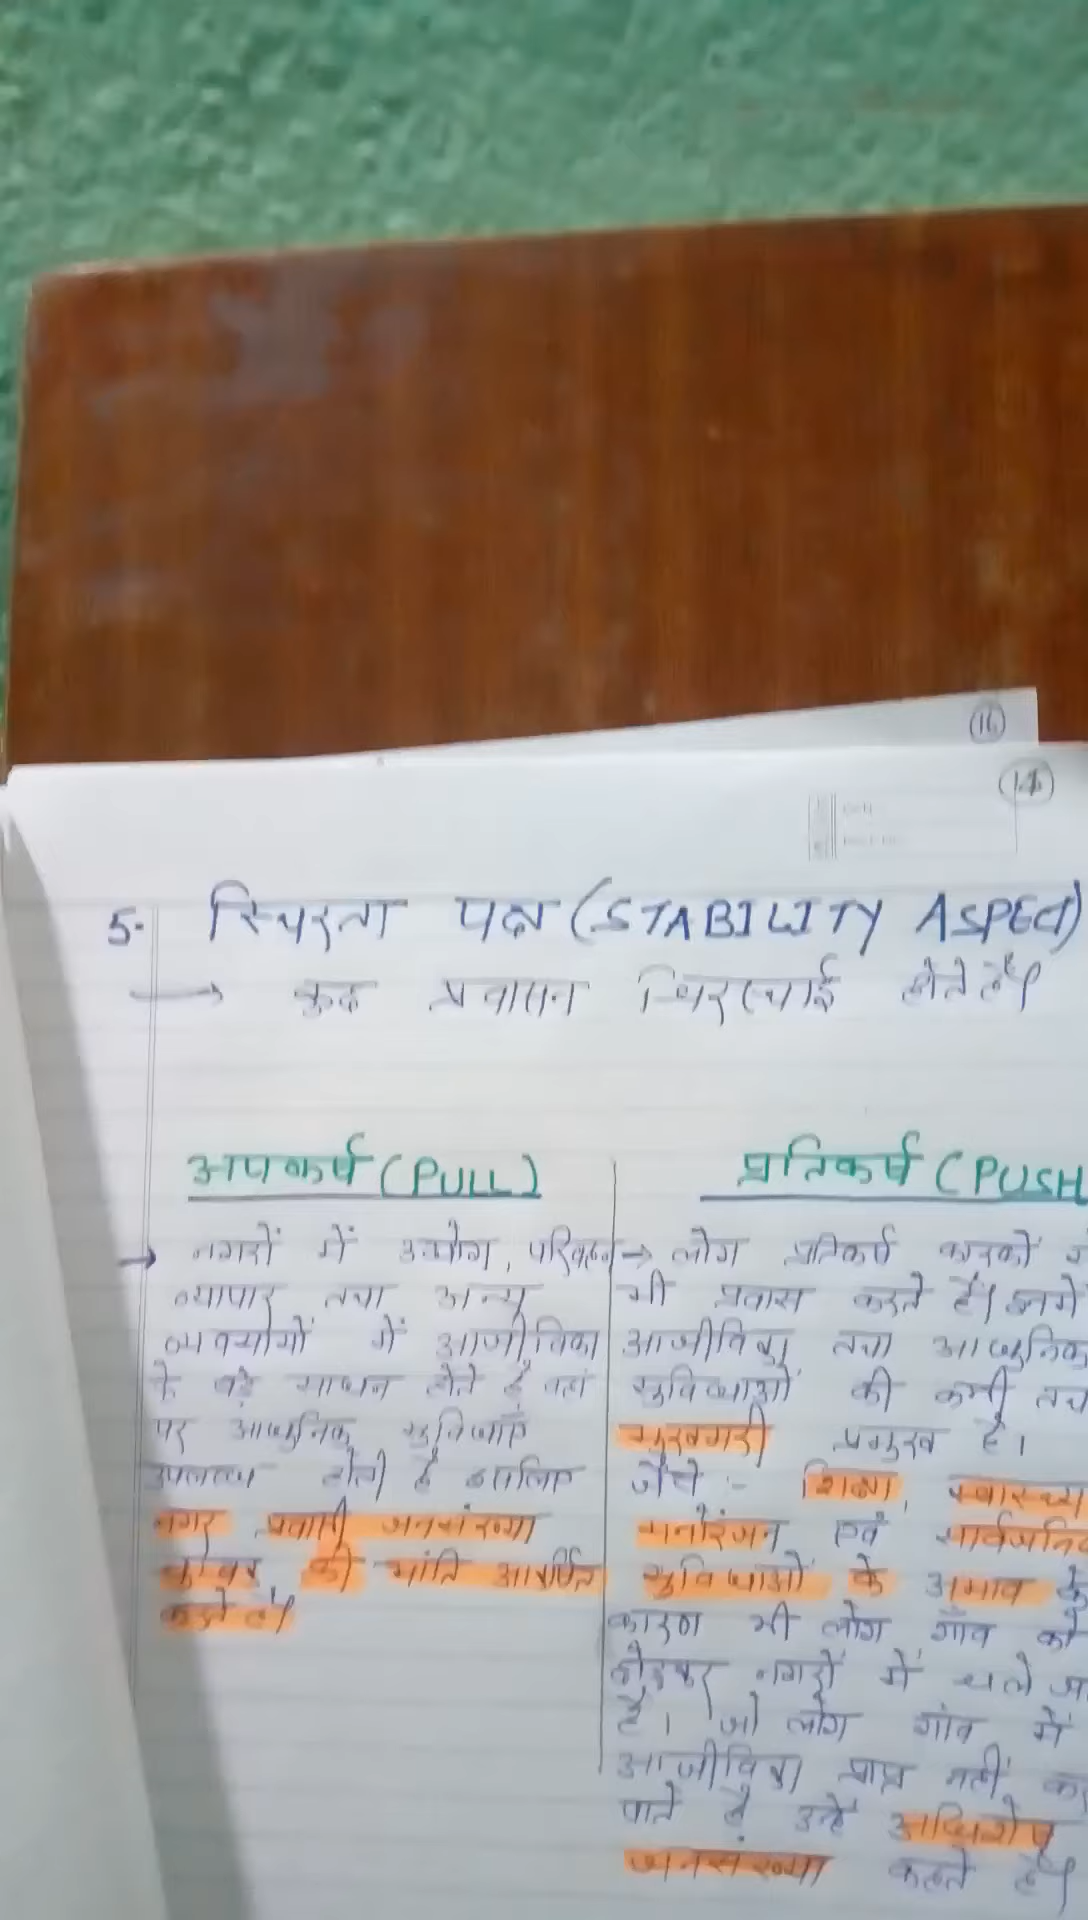 16
5- स्थिरता पक्ष (STABILITY ASPECT)
→ कुछ प्रवासन चिरस्थाई होते हैं।
अपकर्ष (PULL)
→ नगरों में उद्योग, परिवहन
व्यापार तथा अन्य
व्यवसायों में आजीविका
के बड़े साधन होते हैं वहां
पर आधुनिक सुविधाएँ
उपलब्ध होती हैं इसलिए
नगर प्रवासी जनसंख्या
को की भांति आकर्षित
करते हैं।
प्रतिकर्ष (PUSH
→ लोग प्रतिकर्ष कारकों
भी प्रवास करते हैं। इनमें
आजीविका तथा आधुनिक
सुविधाओं की कमी
भुखमरी प्रमुख है।
जैसे :- शिक्षा, स्वास्थ्य
मनोरंजन एवं सार्वजनिक
सुविधाओं के अभाव के
कारण भी लोग गाँव को
छोड़कर नगरों में चले
हैं। जो लोग गांव में
आजीविका प्राप्त नहीं कर
पाते हैं उन्हें अधिशेष
जनसंख्या कहते हैं।